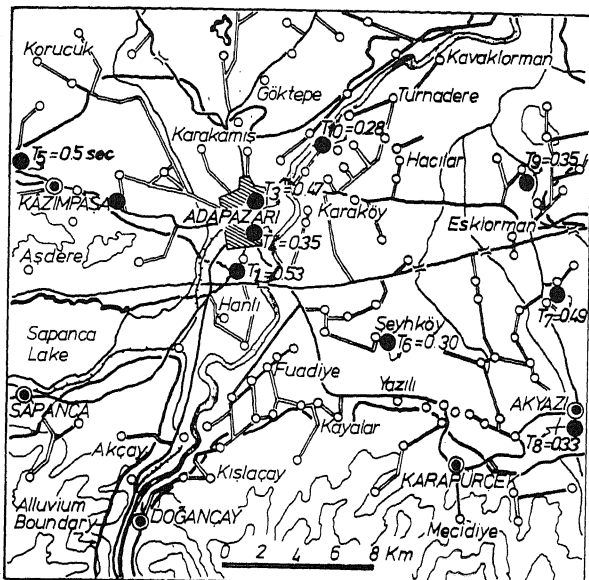 Korucuk
Kavaklorman
Göktepe
Turnadere
Karakamış
T10=0.28
Hacılar
T5=0.5 sec
T9=0.35
KAZIMPAŞA
T3=0.47
ADAPAZARI
Karaköy
T4=0.35
Esklorman
Aşdere
T1=0.53
Hanlı
T7=0.49
Sapanca
Lake
Şeyhköy
T6=0.30
Fuadiye
Yazılı
SAPANCA
AKYAZI
Kayalar
Akçay
T8=0.33
Kışlaçay
KARAPÜRÇEK
Alluvium
Boundary
DOĞANÇAY
Mecidiye
0 2 4 6 8 Km